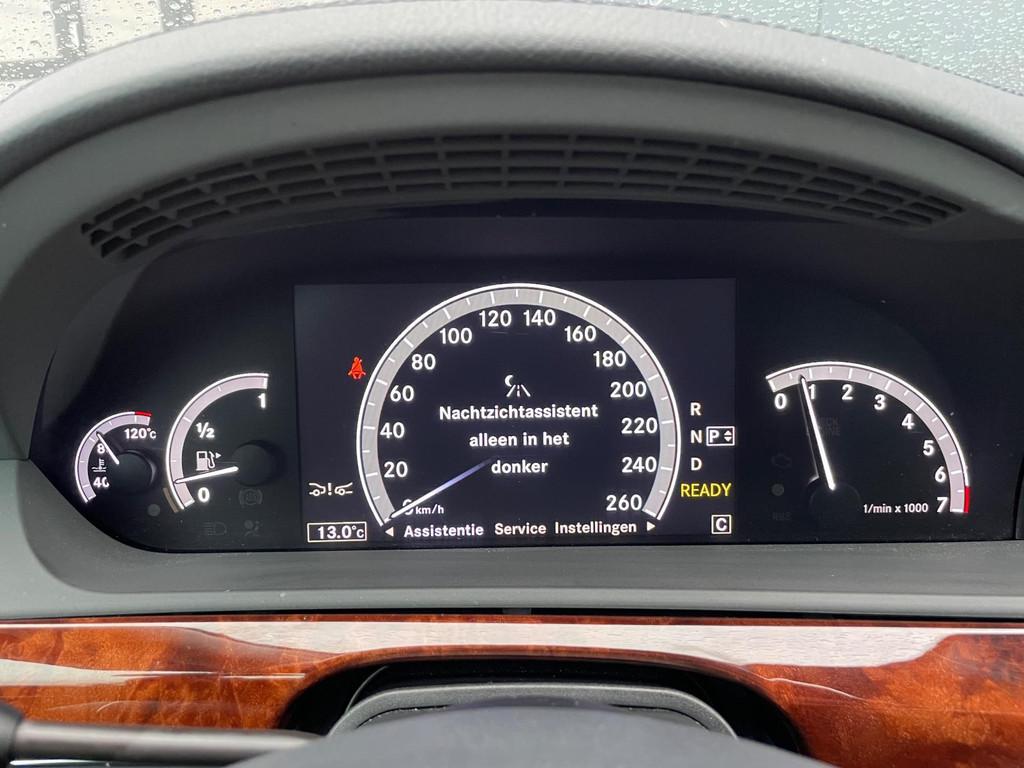 120°C
8
40
1
1/2
0
0 km/h
20
40
60
80
100
120
140
160
180
200
220
240
260
Nachtzichtassistent
alleen in het
donker
13.0°C
◄ Assistentie Service Instellingen ►
R
N P
D
READY
C
0
1
2
3
4
5
6
7
1/min x 1000